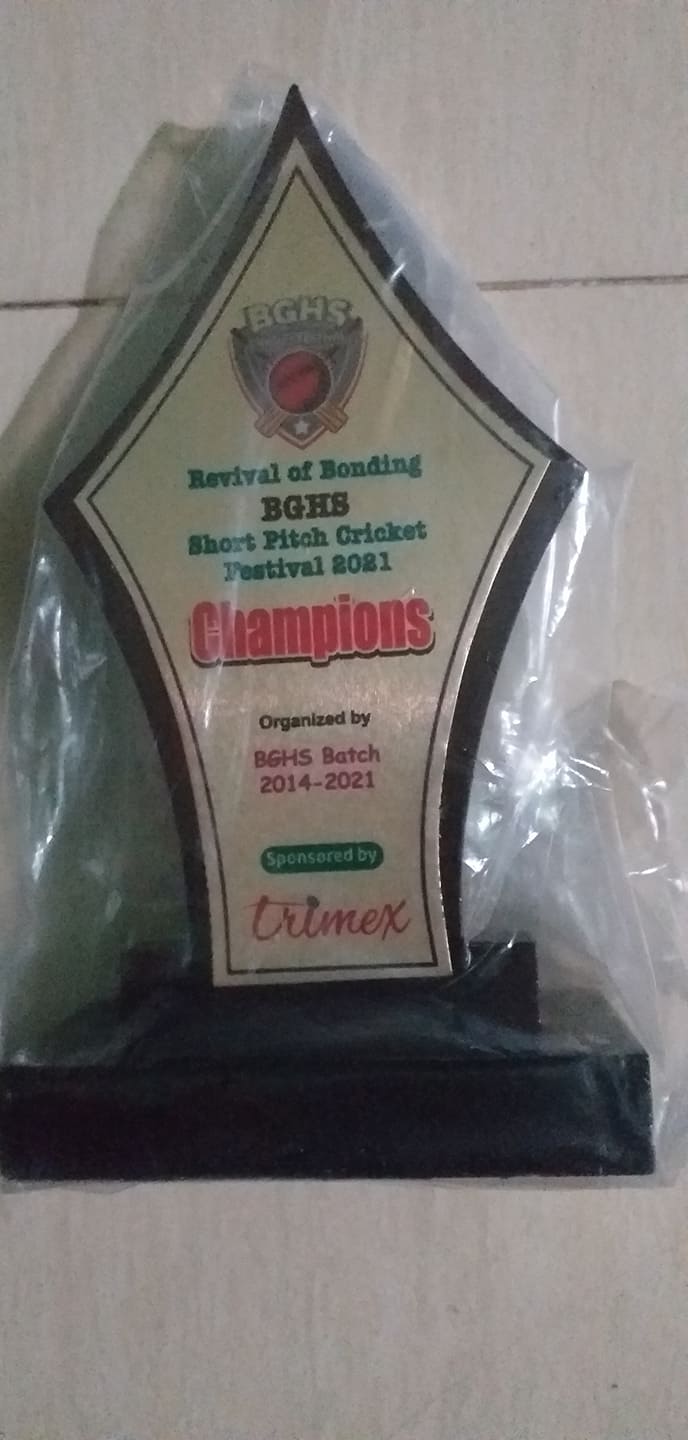 BGHS
Revival of Bonding
BGHS
Short Pitch Cricket
Festival 2021
Champions
Organized by
BGHS Batch
2014-2021
Sponsored by
trimex